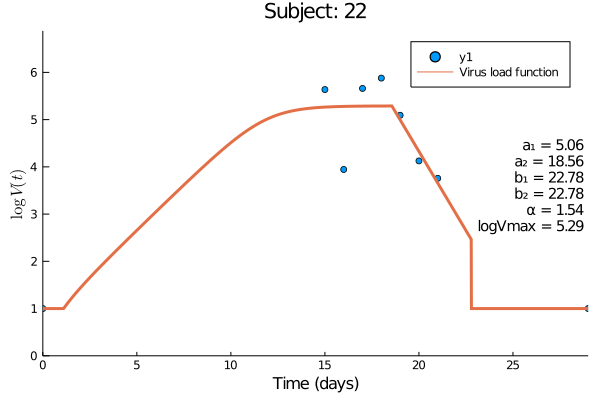 Subject: 22
y1
Virus load function
6
5
4
3
2
1
0
log V(t)
a₁ = 5.06
a₂ = 18.56
b₁ = 22.78
b₂ = 22.78
α = 1.54
logVmax = 5.29
0 5 10 15 20 25
Time (days)